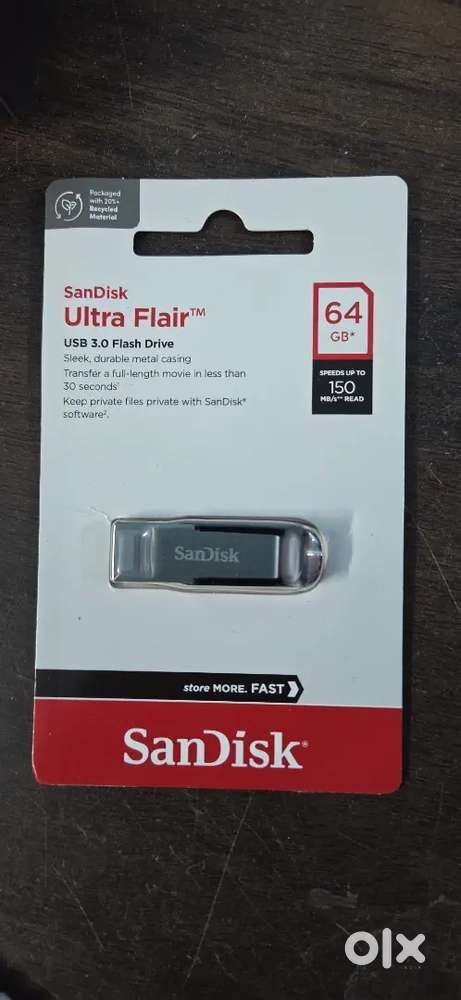 Packaged
with 20%+
Recycled
Material
SanDisk
Ultra Flair™
USB 3.0 Flash Drive
Sleek, durable metal casing
Transfer a full-length movie in less than
30 seconds¹
Keep private files private with SanDisk®
software².
64
GB*
SPEEDS UP TO
150
MB/s** READ
SanDisk
store MORE. FAST
SanDisk®
olx